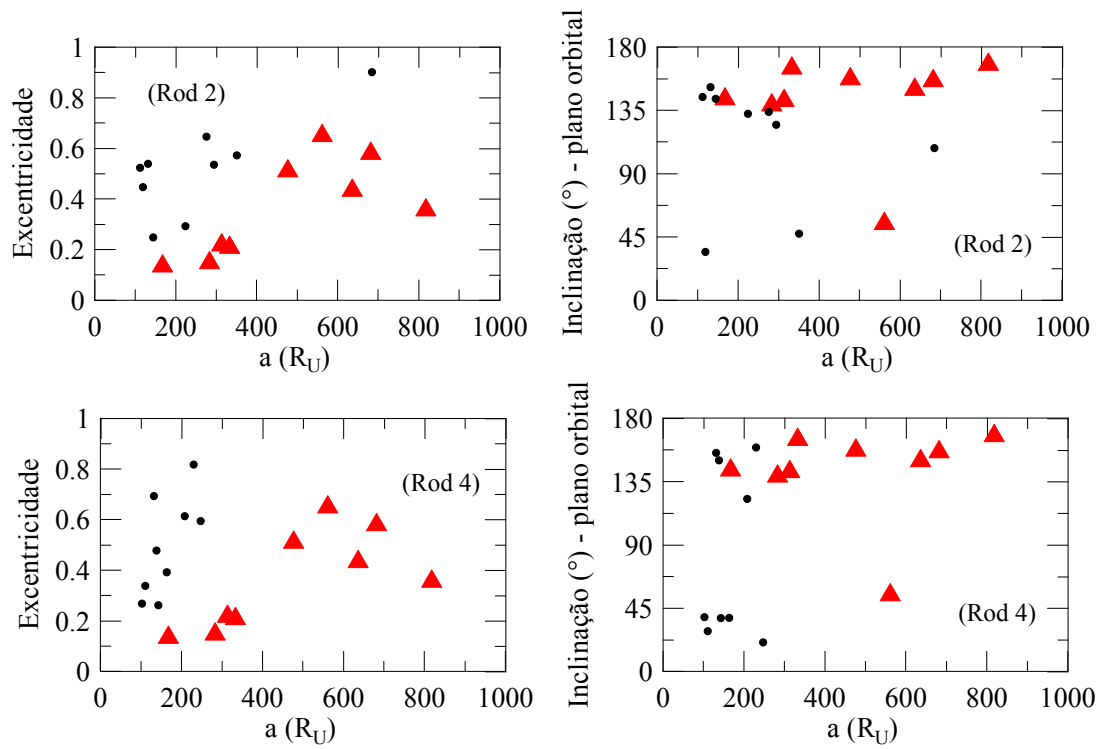 Excentricidade
1
0.8
0.6
0.4
0.2
0
(Rod 2)
0 200 400 600 800 1000
a (R_U)
Inclinação (°) - plano orbital
180
135
90
45
0
(Rod 2)
0 200 400 600 800 1000
a (R_U)
Excentricidade
1
0.8
0.6
0.4
0.2
0
(Rod 4)
0 200 400 600 800 1000
a (R_U)
Inclinação (°) - plano orbital
180
135
90
45
0
(Rod 4)
0 200 400 600 800 1000
a (R_U)